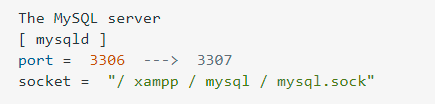 The MySQL server
[ mysqld ]
port =  3306  --->  3307
socket =  "/ xampp / mysql / mysql.sock"